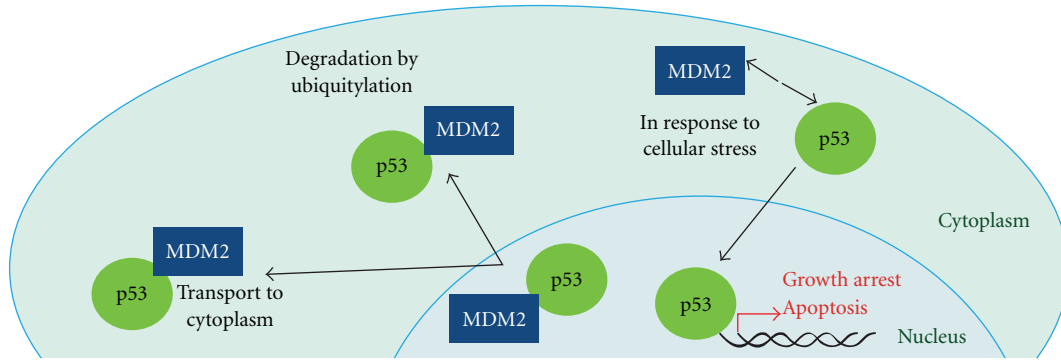 Degradation by
ubiquitylation
MDM2
p53
MDM2
In response to
cellular stress
p53
Cytoplasm
MDM2
p53
Transport to
cytoplasm
p53
MDM2
p53
Growth arrest
Apoptosis
Nucleus